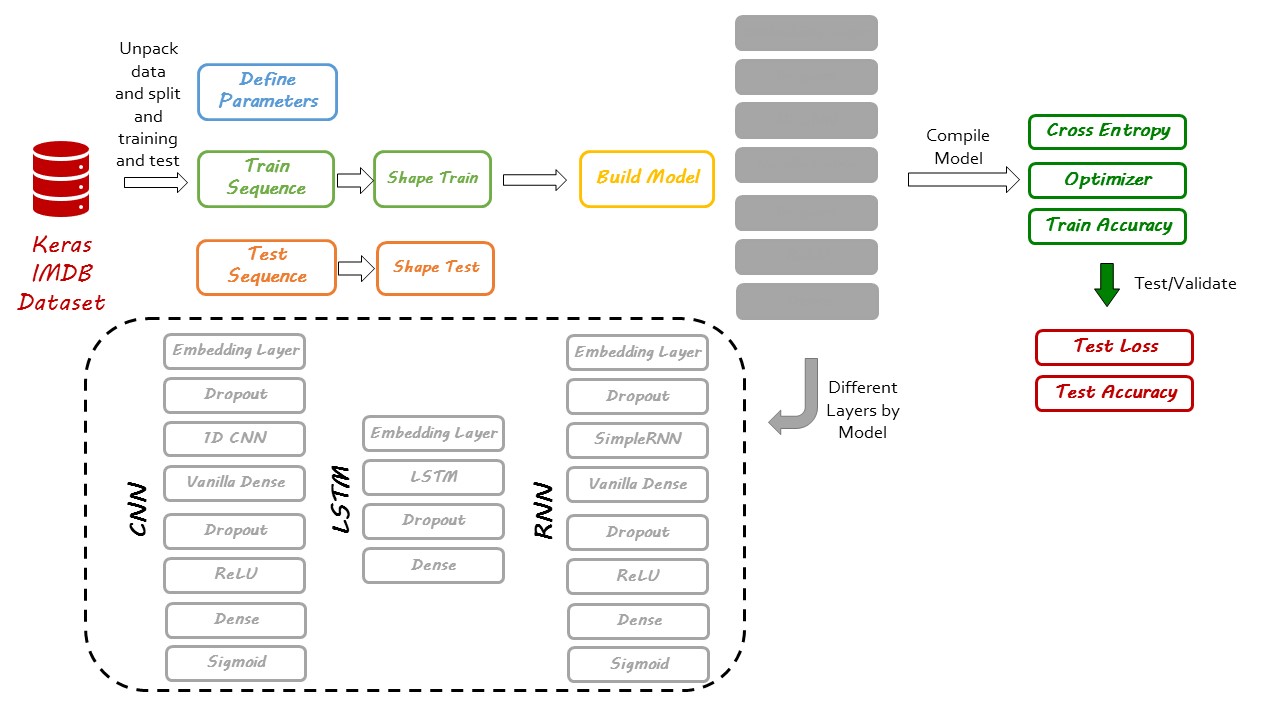 Unpack
data
and split
and
training
and test
Keras
IMDB
Dataset
Define
Parameters
Train
Sequence
Shape Train
Test
Sequence
Shape Test
Build Model
Compile
Model
Cross Entropy
Optimizer
Train Accuracy
Test/Validate
Test Loss
Test Accuracy
Different
Layers by
Model
CNN
Embedding Layer
Dropout
1D CNN
Vanilla Dense
Dropout
ReLU
Dense
Sigmoid
LSTM
Embedding Layer
LSTM
Dropout
Dense
RNN
Embedding Layer
Dropout
SimpleRNN
Vanilla Dense
Dropout
ReLU
Dense
Sigmoid